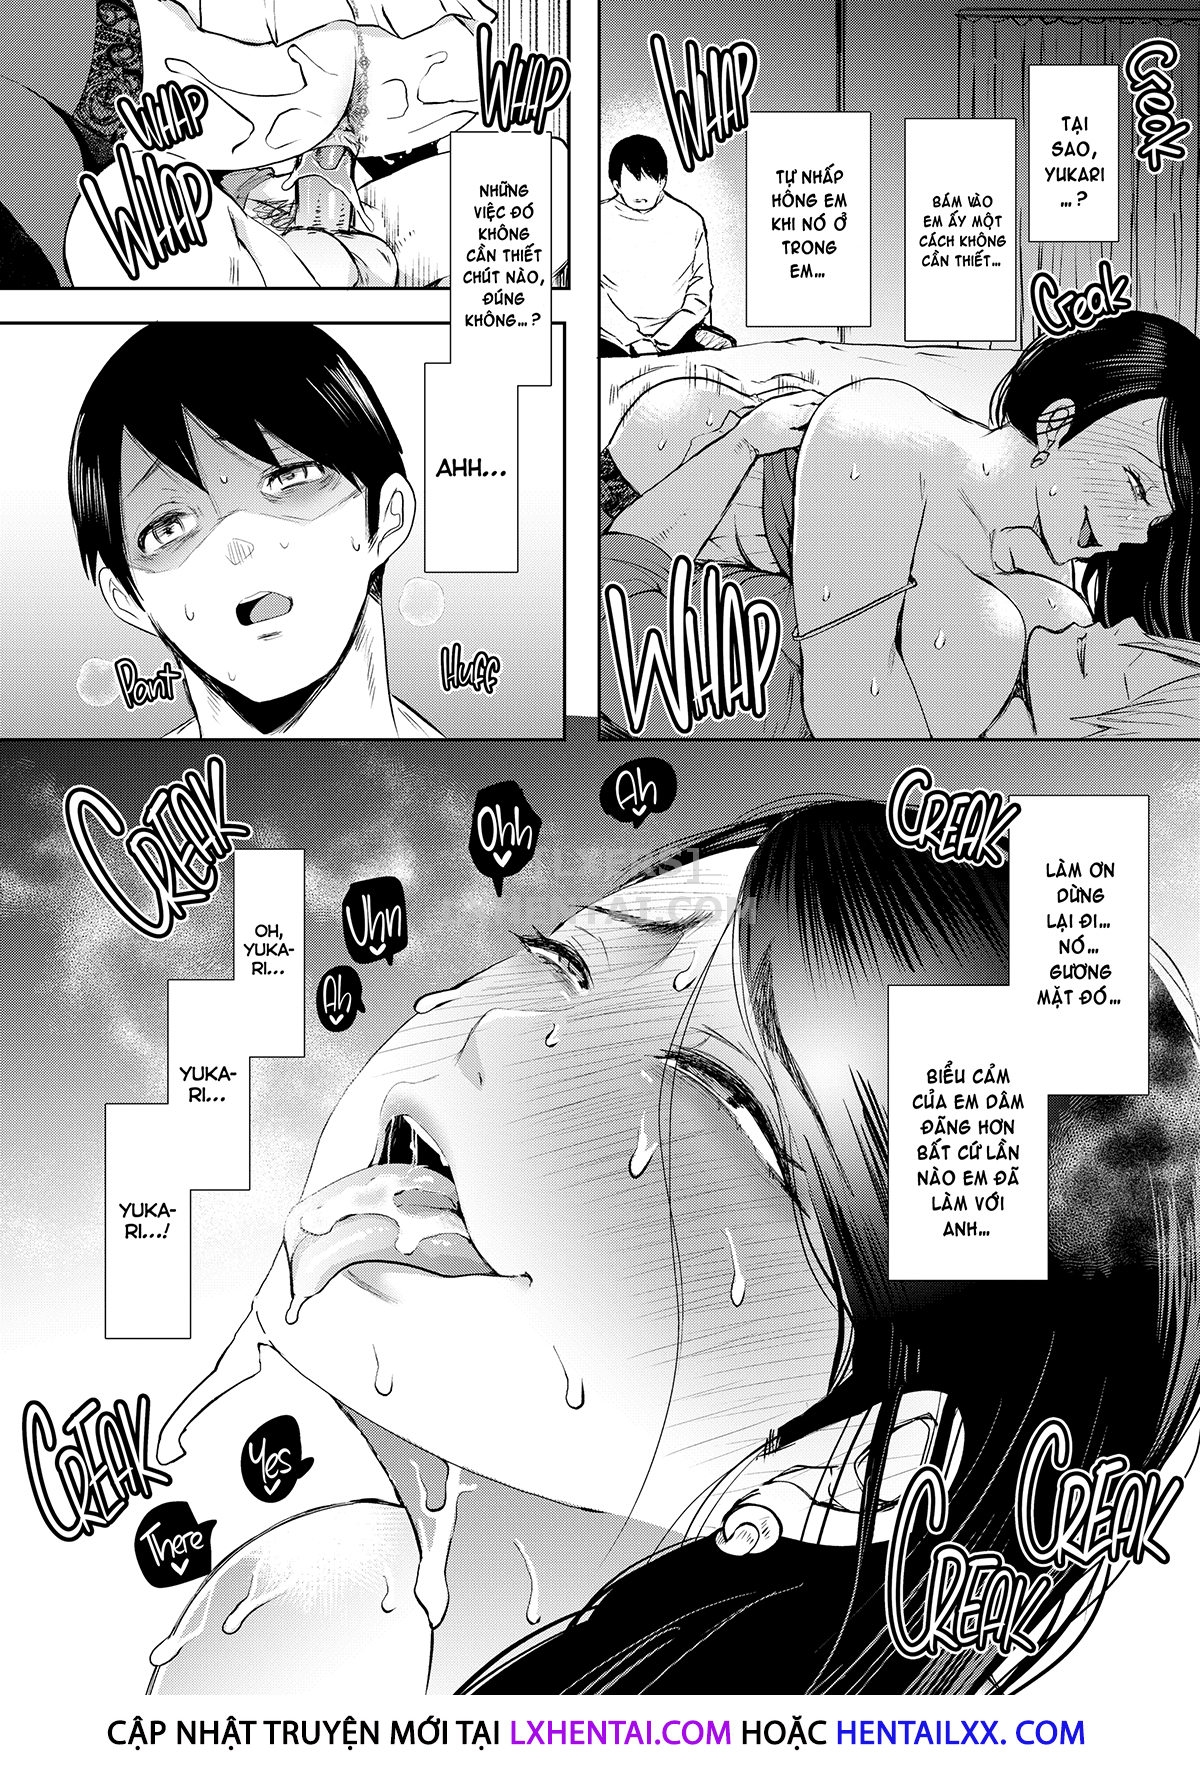 Creak
TẠI
SAO,
YUKARI
...?
BÁM VÀO
EM ẤY MỘT
CÁCH KHÔNG
CẦN THIẾT...
TỰ NHẤP
HÔNG EM
KHI NÓ Ở
TRONG
EM...
WHAP
Creak
WHAP
WHAP
WHAP
WHAP
NHỮNG
VIỆC ĐÓ
KHÔNG
CẦN THIẾT
CHÚT NÀO,
ĐÚNG
KHÔNG...?
AHH...
Pant
Huff
CREAK
LÀM ƠN
DỪNG
LẠI ĐI...
NÓ...
GƯƠNG
MẶT ĐÓ...
BIỂU CẢM
CỦA EM DÂM
ĐÃNG HƠN
BẤT CỨ LẦN
NÀO EM ĐÃ
LÀM VỚI
ANH...
Ah
Ohh
Uhn
Ah
CREAK
OH,
YUKA-
RI...
YUKA-
RI...
YUKA-
RI...!
CREAK
Yes
There
CREAK
CREAK
CẬP NHẬT TRUYỆN MỚI TẠI LXHENTAI.COM HOẶC HENTAILXX. COM